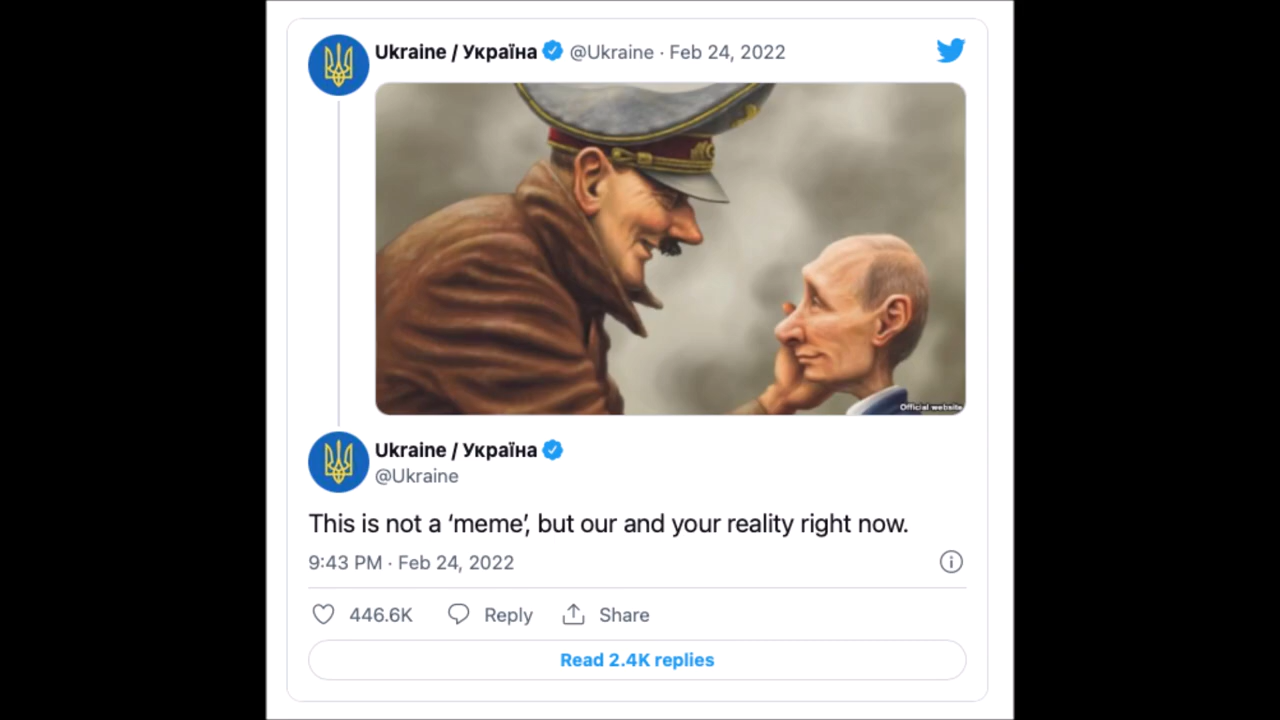 Ukraine / Україна @Ukraine · Feb 24, 2022
Official website
Ukraine / Україна
@Ukraine
This is not a ‘meme’, but our and your reality right now.
9:43 PM · Feb 24, 2022
446.6K Reply Share
Read 2.4K replies